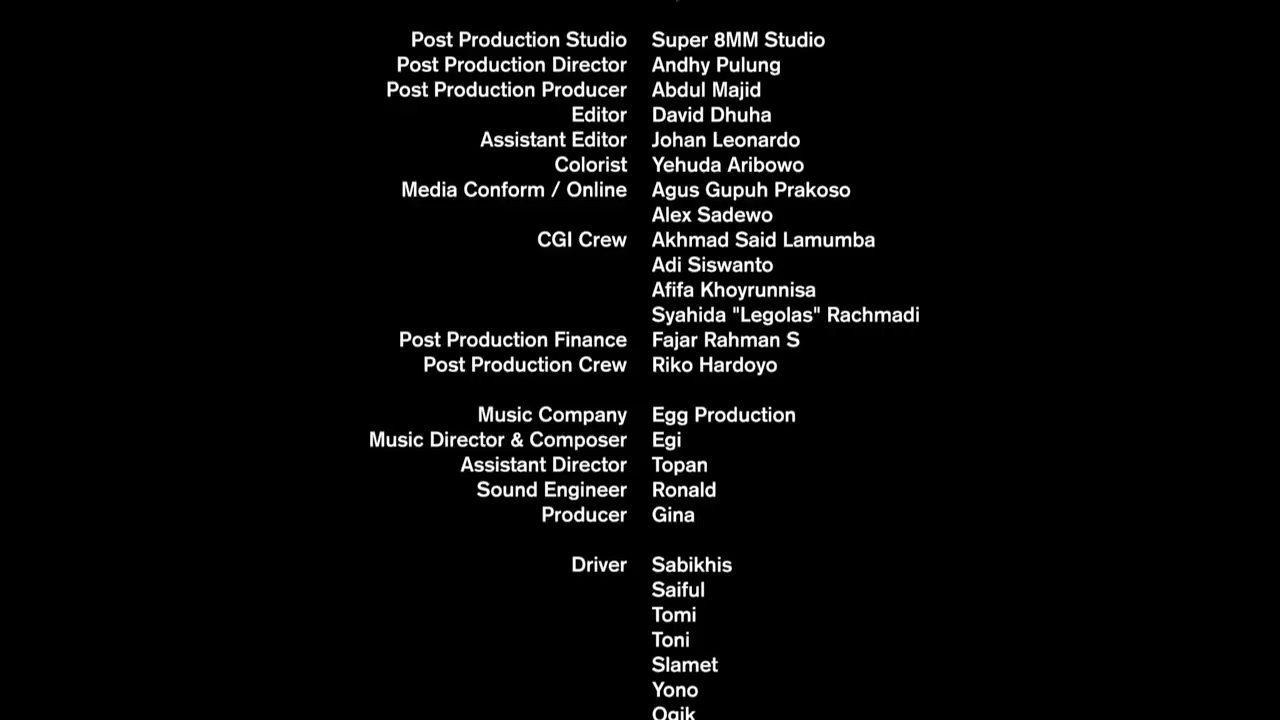 Post Production Studio Super 8MM Studio
Post Production Director Andhy Pulung
Post Production Producer Abdul Majid
Editor David Dhuha
Assistant Editor Johan Leonardo
Colorist Yehuda Aribowo
Media Conform / Online Agus Gupuh Prakoso
Alex Sadewo
CGI Crew Akhmad Said Lamumba
Adi Siswanto
Afifa Khoyrunnisa
Syahida "Legolas" Rachmadi
Post Production Finance Fajar Rahman S
Post Production Crew Riko Hardoyo
Music Company Egg Production
Music Director & Composer Egi
Assistant Director Topan
Sound Engineer Ronald
Producer Gina
Driver Sabikhis
Saiful
Tomi
Toni
Slamet
Yono